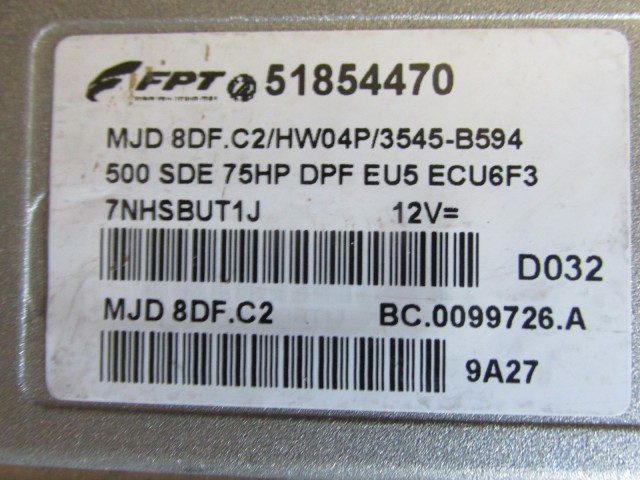 FPT 51854470
MJD 8DF.C2/HW04P/3545-B594
500 SDE 75HP DPF EU5 ECU6F3
7NHSBUT1J 12V=
D032
MJD 8DF.C2 BC.0099726.A
9A27